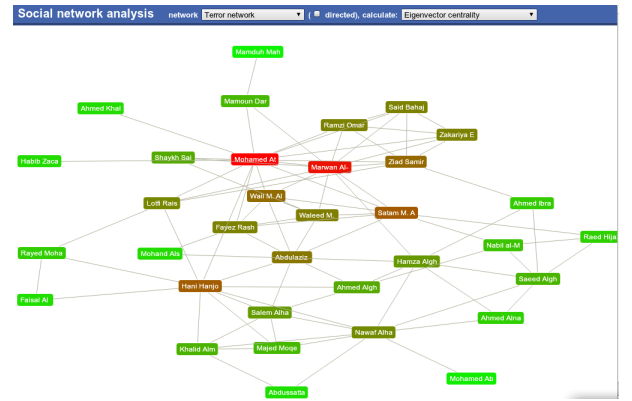 Social network analysis network Terror network ( directed), calculate: Eigenvector centrality
Mamduh Mah
Mamoun Dar
Ahmed Khal
Said Bahaj
Ramzi Omar
Zakariya E
Habib Zaca
Shaykh Sai
Mohamed At
Marwan Al-
Ziad Samir
Lotfi Rais
Wail M. Al
Waleed M.
Salam M. A
Ahmed Ibra
Fayez Rash
Raed Hija
Rayed Moha
Mohand Als
Abdulaziz
Hamza Algh
Nabil al-M
Saeed Algh
Hani Hanjo
Ahmed Algh
Faisal Al
Salem Alha
Ahmed Alna
Nawaf Alha
Khalid Alm
Majed Moqe
Mohamed Ab
Abdussatta